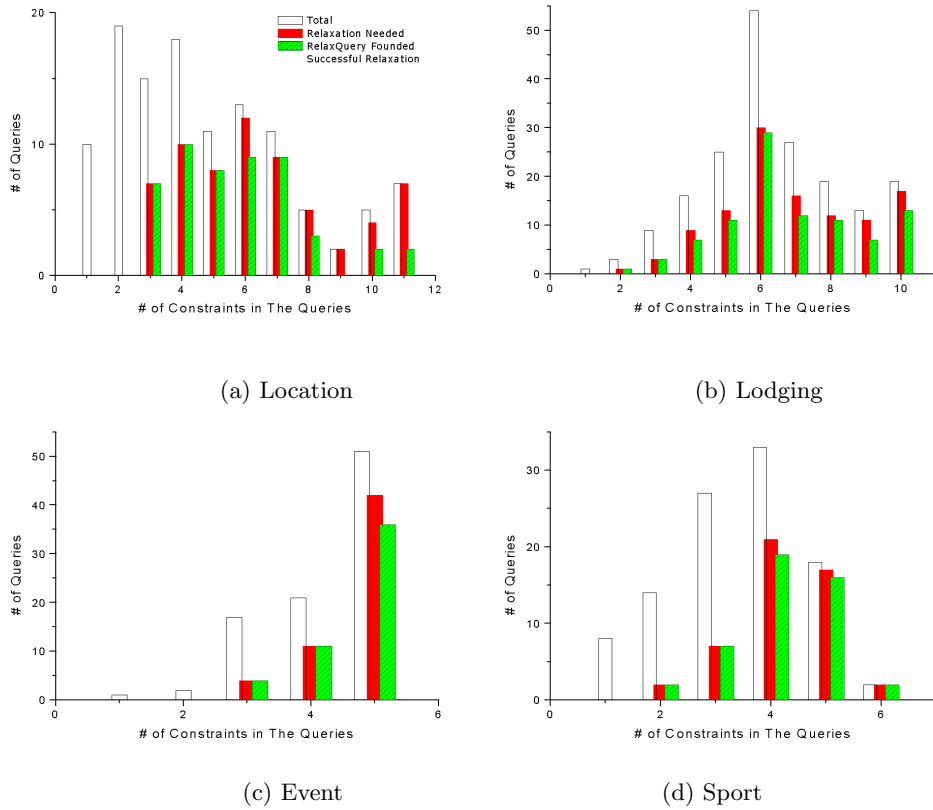 20
10
0
# of Queries
Total
Relaxation Needed
RelaxQuery Founded
Successful Relaxation
2 4 6 8 10 12
# of Constraints in The Queries
(a) Location
50
40
30
20
10
0
# of Queries
0 2 4 6 8 10
# of Constraints in The Queries
(b) Lodging
50
40
30
20
10
0
# of Queries
0 2 4 6
# of Constraints in The Queries
(c) Event
30
20
10
0
# of Queries
0 2 4 6
# of Constraints in The Queries
(d) Sport